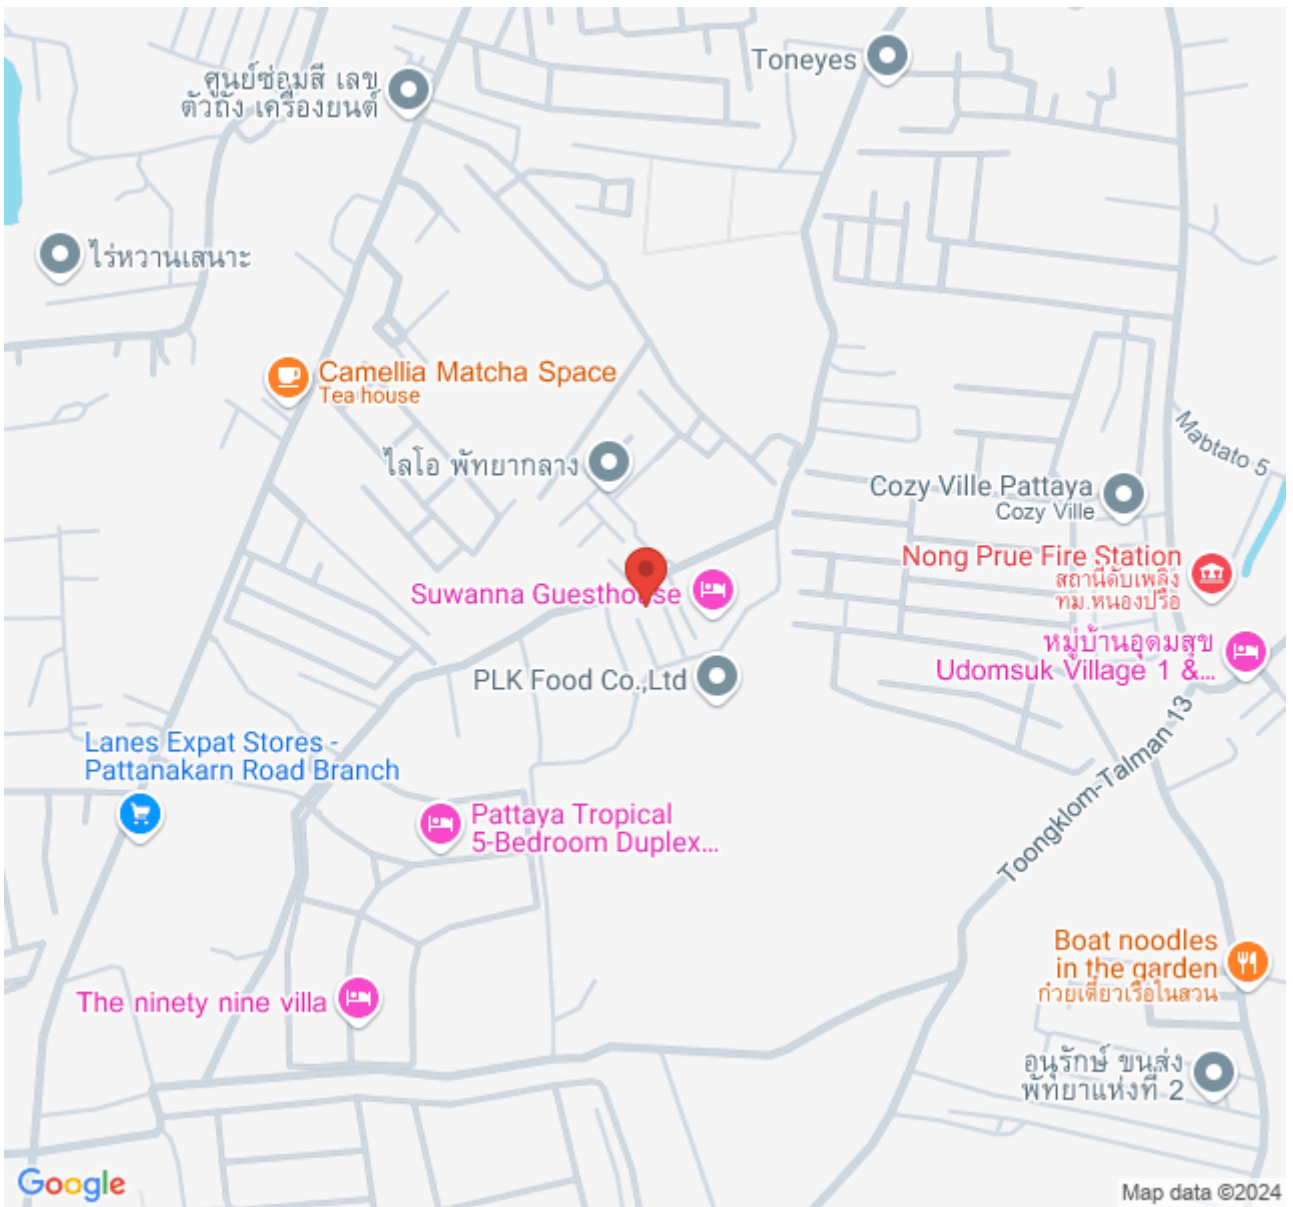 Toneyes
ศูนย์ซ่อมสี เลข
ตัวถัง เครื่องยนต์
ไร่หวานเสนาะ
Camellia Matcha Space
Tea house
Mabtato 5
ไลโอ พัทยากลาง
Cozy Ville Pattaya
Cozy Ville
Nong Prue Fire Station
สถานีดับเพลิง
ทม.หนองปรือ
Suwanna Guesthouse
หมู่บ้านอุดมสุข
Udomsuk Village 1 &...
PLK Food Co.,Ltd
Toongklom-Talman 13
Lanes Expat Stores -
Pattanakarn Road Branch
Pattaya Tropical
5-Bedroom Duplex...
Boat noodles
in the garden
ก๋วยเตี๋ยวเรือในสวน
The ninety nine villa
อนุรักษ์ ขนส่ง
พัทยาแห่งที่ 2
Google
Map data ©2024